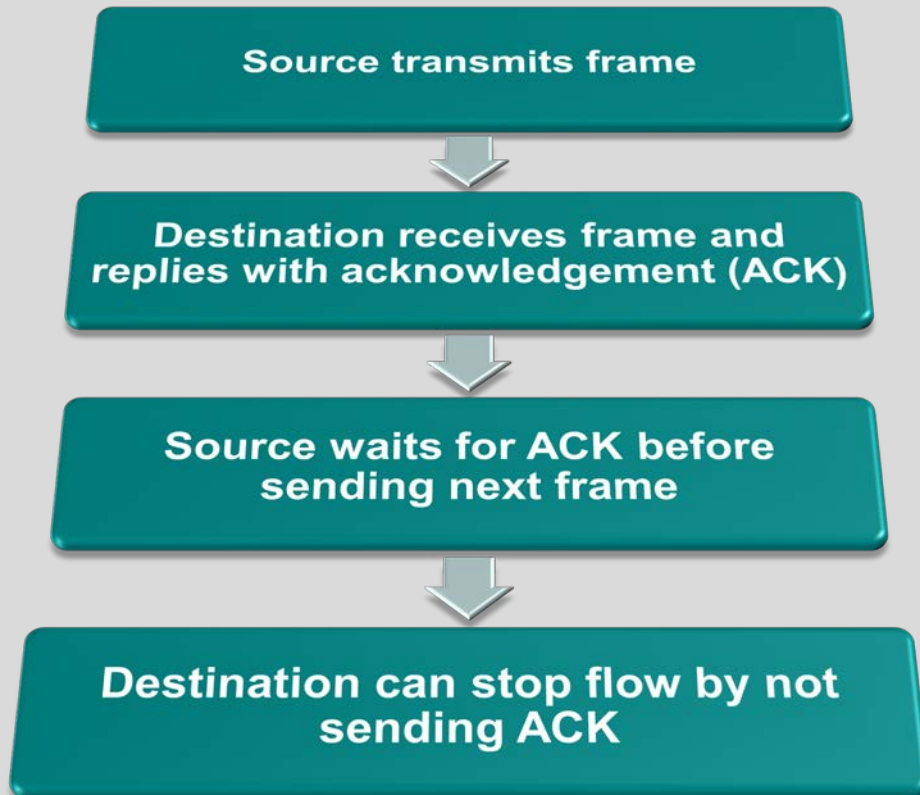 Source transmits frame
Destination receives frame and
replies with acknowledgement (ACK)
Source waits for ACK before
sending next frame
Destination can stop flow by not
sending ACK